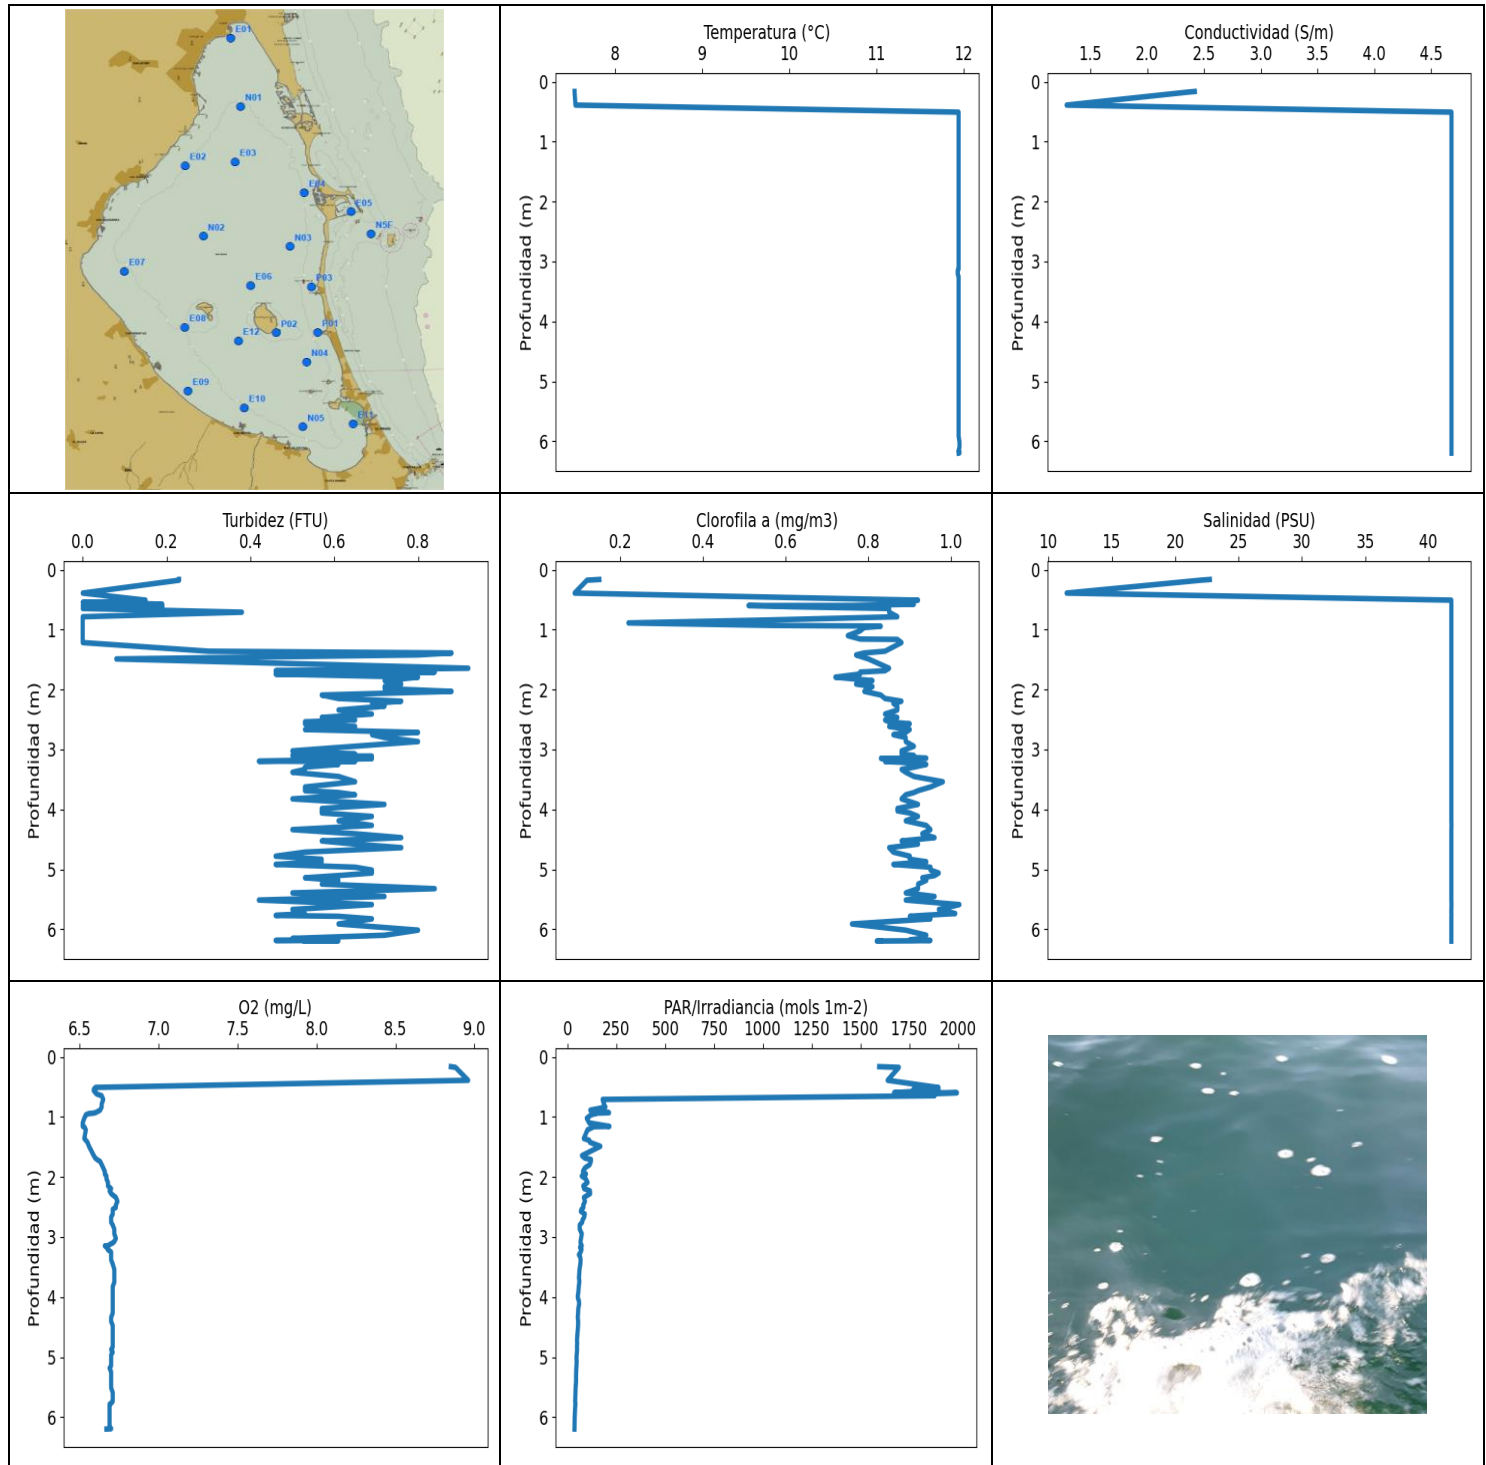 E01
N01
E02
E03
E04
E05
N5F
N02
N03
E07
E06
P03
E08
E12
P02
P01
N04
E09
E10
N05
E11
Temperatura (°C)
8 9 10 11 12
0
1
2
3
4
5
6
Profundidad (m)
Conductividad (S/m)
1.5 2.0 2.5 3.0 3.5 4.0 4.5
0
1
2
3
4
5
6
Profundidad (m)
Turbidez (FTU)
0.0 0.2 0.4 0.6 0.8
0
1
2
3
4
5
6
Profundidad (m)
Clorofila a (mg/m3)
0.2 0.4 0.6 0.8 1.0
0
1
2
3
4
5
6
Profundidad (m)
Salinidad (PSU)
10 15 20 25 30 35 40
0
1
2
3
4
5
6
Profundidad (m)
O2 (mg/L)
6.5 7.0 7.5 8.0 8.5 9.0
0
1
2
3
4
5
6
Profundidad (m)
PAR/Irradiancia (mols 1m-2)
0 250 500 750 1000 1250 1500 1750 2000
0
1
2
3
4
5
6
Profundidad (m)